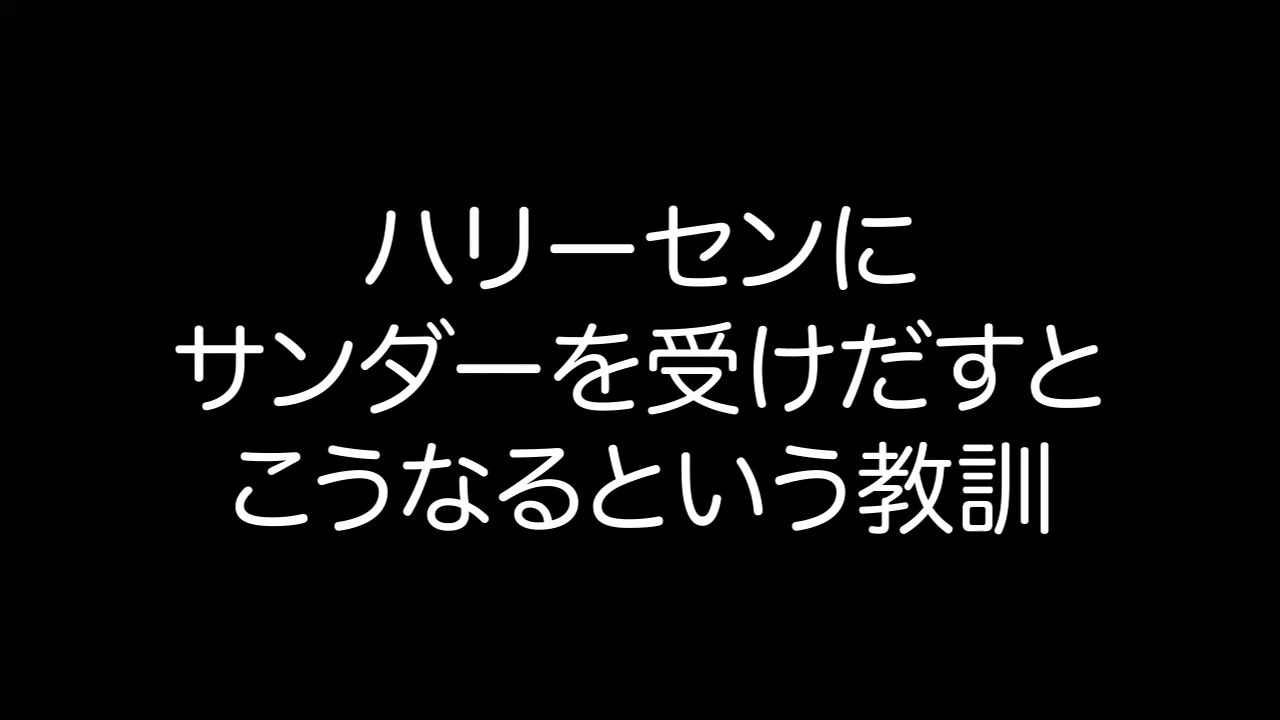 ハリーセンに
サンダーを受けだすと
こうなるという教訓